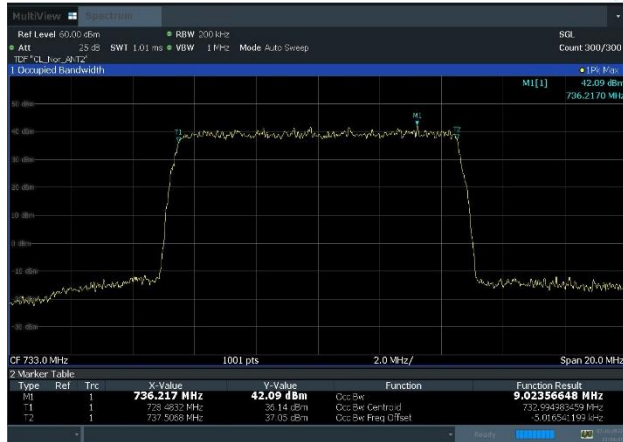 MultiView Spectrum
Ref Level 60.00 dBm RBW 200 kHz SGL
Att 25 dB SWT 1.01 ms VBW 1 MHz Mode Auto Sweep Count 300/300
TDF "CL_Nor_ANT2"
1 Occupied Bandwidth 1Pk Max
M1[1] 42.09 dBm
736.2170 MHz
50 dBm
M1
40 dBm
T1 T2
30 dBm
20 dBm
10 dBm
0 dBm
-10 dBm
-30 dBm
CF 733.0 MHz 1001 pts 2.0 MHz/ Span 20.0 MHz
2 Marker Table
Type Ref Trc X-Value Y-Value Function Function Result
M1 1 736.217 MHz 42.09 dBm Occ Bw 9.02356648 MHz
T1 1 728.4832 MHz 36.14 dBm Occ Bw Centroid 732.994983459 MHz
T2 1 737.5068 MHz 37.05 dBm Occ Bw Freq Offset -5.016541199 kHz
Ready